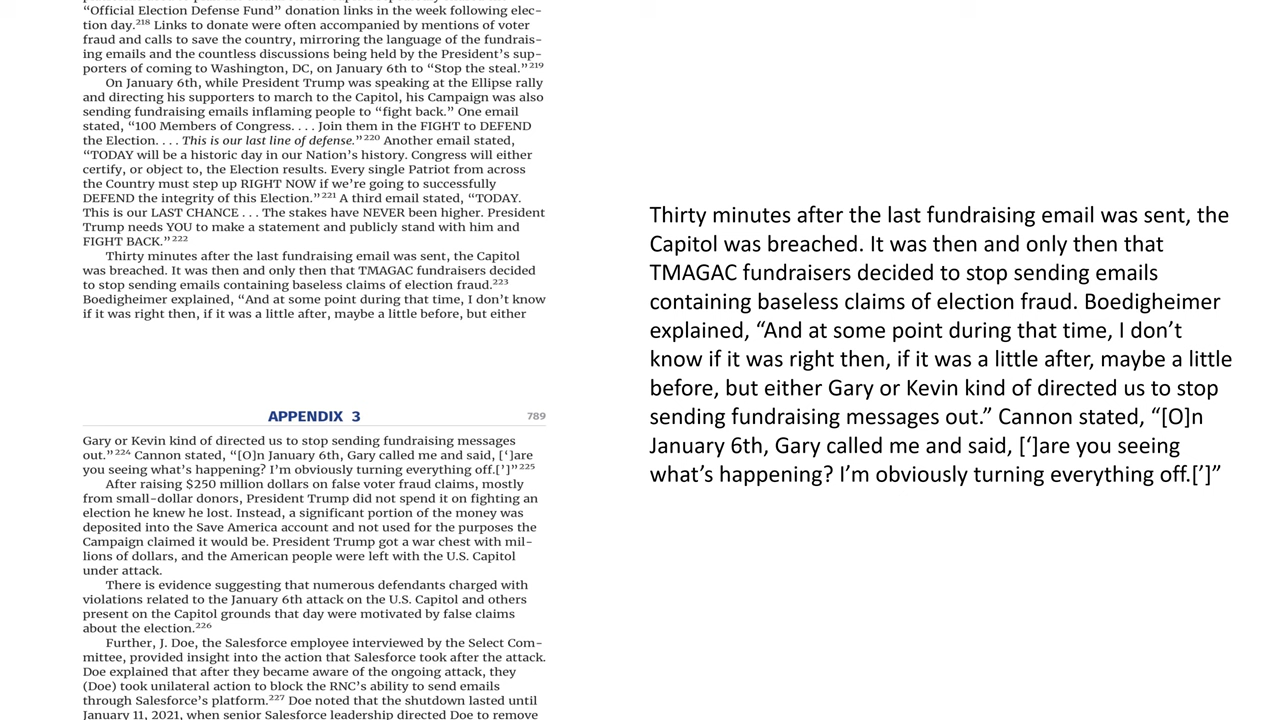 “Official Election Defense Fund” donation links in the week following elec-
tion day.218 Links to donate were often accompanied by mentions of voter
fraud and calls to save the country, mirroring the language of the fundrais-
ing emails and the countless discussions being held by the President’s sup-
porters of coming to Washington, DC, on January 6th to “Stop the steal.”219
On January 6th, while President Trump was speaking at the Ellipse rally
and directing his supporters to march to the Capitol, his Campaign was also
sending fundraising emails inflaming people to “fight back.” One email
stated, “100 Members of Congress. . . . Join them in the FIGHT to DEFEND
the Election. . . . This is our last line of defense.”220 Another email stated,
“TODAY will be a historic day in our Nation’s history. Congress will either
certify, or object to, the Election results. Every single Patriot from across
the Country must step up RIGHT NOW if we’re going to successfully
DEFEND the integrity of this Election.”221 A third email stated, “TODAY.
This is our LAST CHANCE . . . The stakes have NEVER been higher. President
Trump needs YOU to make a statement and publicly stand with him and
FIGHT BACK.”222
Thirty minutes after the last fundraising email was sent, the Capitol
was breached. It was then and only then that TMAGAC fundraisers decided
to stop sending emails containing baseless claims of election fraud.223
Boedigheimer explained, “And at some point during that time, I don’t know
if it was right then, if it was a little after, maybe a little before, but either
APPENDIX 3 789
Gary or Kevin kind of directed us to stop sending fundraising messages
out.”224 Cannon stated, “[O]n January 6th, Gary called me and said, [‘]are
you seeing what’s happening? I’m obviously turning everything off.[’]”225
After raising $250 million dollars on false voter fraud claims, mostly
from small-dollar donors, President Trump did not spend it on fighting an
election he knew he lost. Instead, a significant portion of the money was
deposited into the Save America account and not used for the purposes the
Campaign claimed it would be. President Trump got a war chest with mil-
lions of dollars, and the American people were left with the U.S. Capitol
under attack.
There is evidence suggesting that numerous defendants charged with
violations related to the January 6th attack on the U.S. Capitol and others
present on the Capitol grounds that day were motivated by false claims
about the election.226
Further, J. Doe, the Salesforce employee interviewed by the Select Com-
mittee, provided insight into the action that Salesforce took after the attack.
Doe explained that after they became aware of the ongoing attack, they
(Doe) took unilateral action to block the RNC’s ability to send emails
through Salesforce’s platform.227 Doe noted that the shutdown lasted until
January 11, 2021, when senior Salesforce leadership directed Doe to remove
Thirty minutes after the last fundraising email was sent, the
Capitol was breached. It was then and only then that
TMAGAC fundraisers decided to stop sending emails
containing baseless claims of election fraud. Boedigheimer
explained, “And at some point during that time, I don’t
know if it was right then, if it was a little after, maybe a little
before, but either Gary or Kevin kind of directed us to stop
sending fundraising messages out.” Cannon stated, “[O]n
January 6th, Gary called me and said, [‘]are you seeing
what’s happening? I’m obviously turning everything off.[’]”